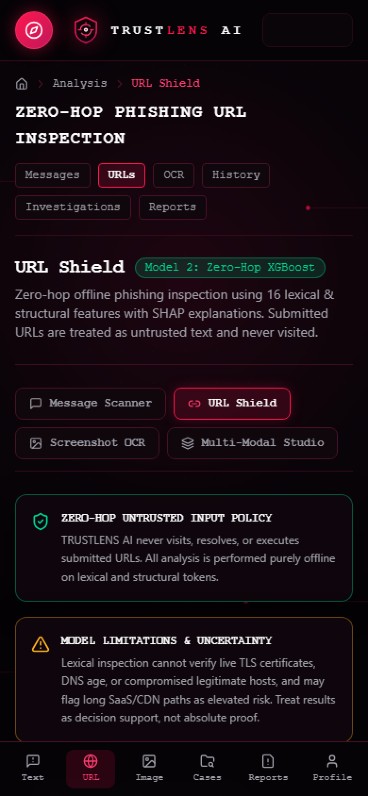 TRUSTLENS AI
Analysis
URL Shield
ZERO-HOP PHISHING URL
INSPECTION
Messages
URLs
OCR
History
Investigations
Reports
URL Shield
Model 2: Zero-Hop XGBoost
Zero-hop offline phishing inspection using 16 lexical &
structural features with SHAP explanations. Submitted
URLs are treated as untrusted text and never visited.
Message Scanner
URL Shield
Screenshot OCR
Multi-Modal Studio
ZERO-HOP UNTRUSTED INPUT POLICY
TRUSTLENS AI never visits, resolves, or executes
submitted URLs. All analysis is performed purely offline
on lexical and structural tokens.
MODEL LIMITATIONS & UNCERTAINTY
Lexical inspection cannot verify live TLS certificates,
DNS age, or compromised legitimate hosts, and may
flag long SaaS/CDN paths as elevated risk. Treat results
as decision support, not absolute proof.
Text
URL
Image
Cases
Reports
Profile